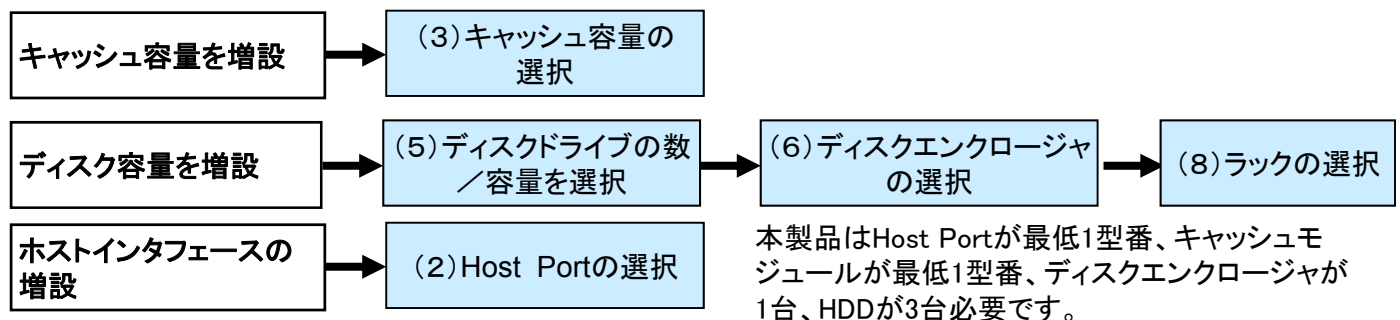 キャッシュ容量を増設
（３）キャッシュ容量の
選択
ディスク容量を増設
（５）ディスクドライブの数
／容量を選択
（６）ディスクエンクロージャ
の選択
（８）ラックの選択
ホストインタフェースの
増設
（２）Host Portの選択
本製品はHost Portが最低1型番、キャッシュモ
ジュールが最低1型番、ディスクエンクロージャが
1台、HDDが3台必要です。